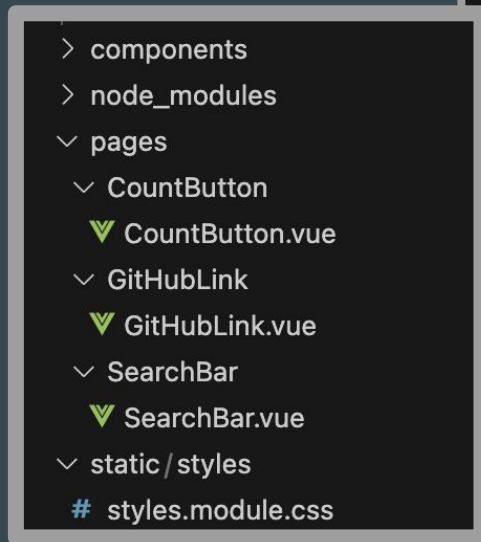 components
node_modules
pages
CountButton
CountButton.vue
GitHubLink
GitHubLink.vue
SearchBar
SearchBar.vue
static/styles
# styles.module.css